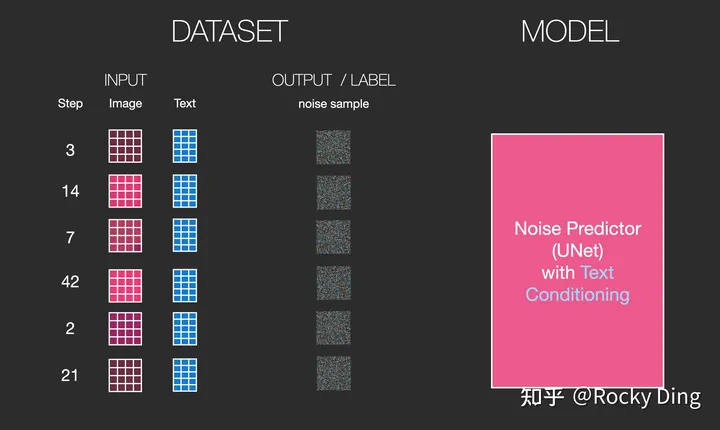 DATASET
MODEL
INPUT
OUTPUT / LABEL
Step Image Text
noise sample
3
14
7
42
2
21
Noise Predictor
(UNet)
with Text
Conditioning
知乎 @Rocky Ding